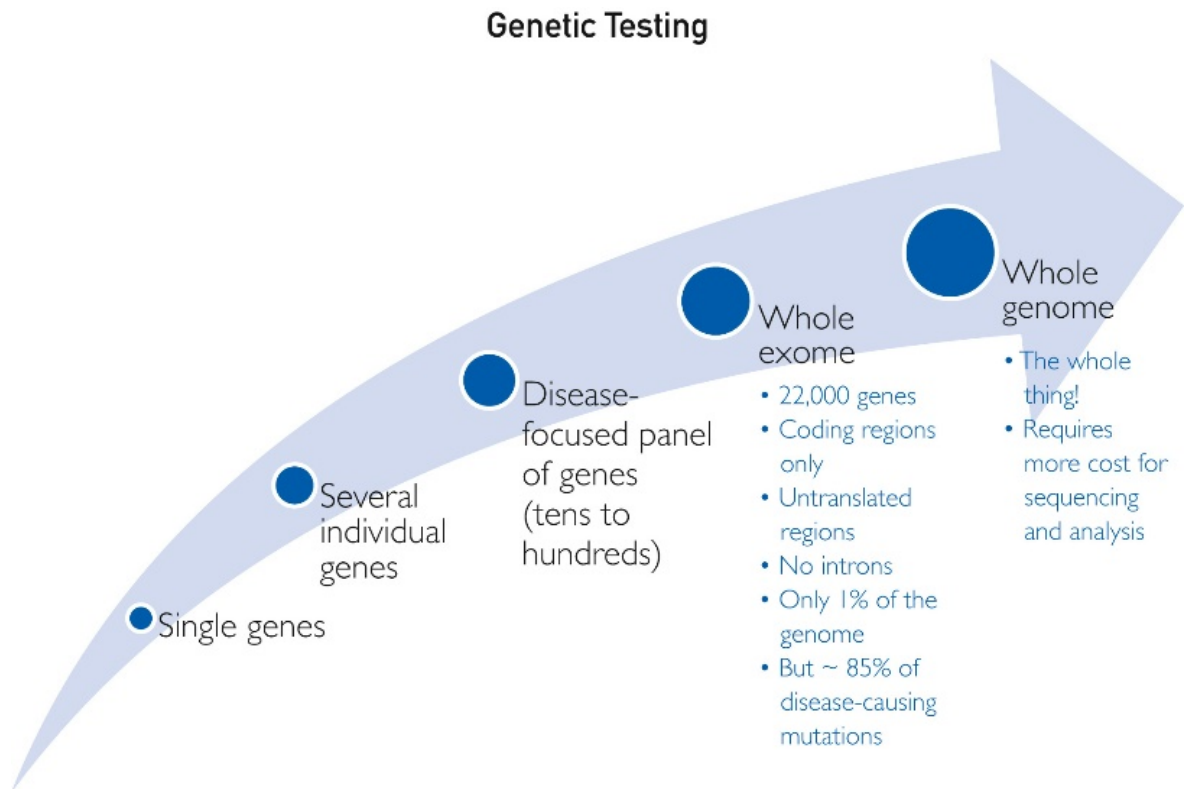 Genetic Testing
Single genes
Several
individual
genes
Disease-
focused panel
of genes
(tens to
hundreds)
Whole
exome
• 22,000 genes
• Coding regions
only
• Untranslated
regions
• No introns
• Only 1% of the
genome
• But ~ 85% of
disease-causing
mutations
Whole
genome
• The whole
thing!
• Requires
more cost for
sequencing
and analysis